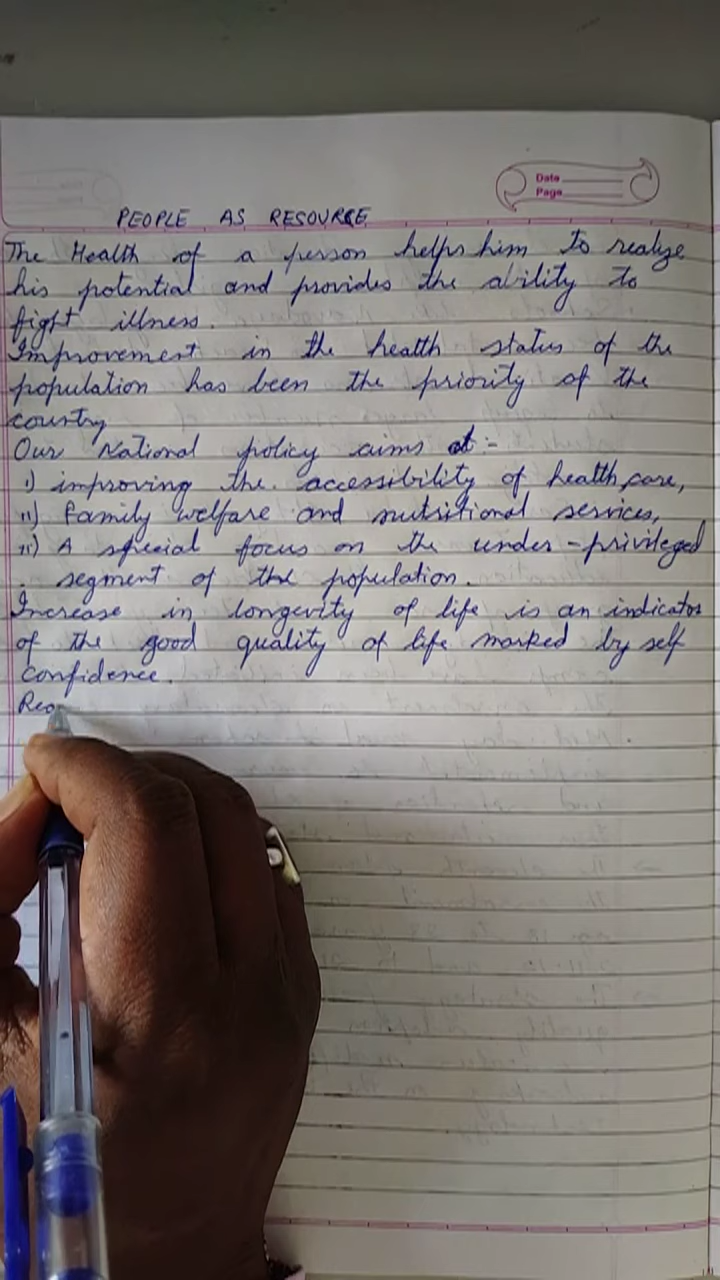 Date
Page
PEOPLE AS RESOURCE
The Health of a person helps him to realize
his potential and provides the ability to
fight illness.
Improvement in the health status of the
population has been the priority of the
country
Our National policy aims at :-
i) improving the accessibility of health care,
ii) family welfare and nutritional services,
iii) A special focus on the under-privileged
segment of the population.
Increase in longevity of life is an indicator
of the good quality of life marked by self
confidence.